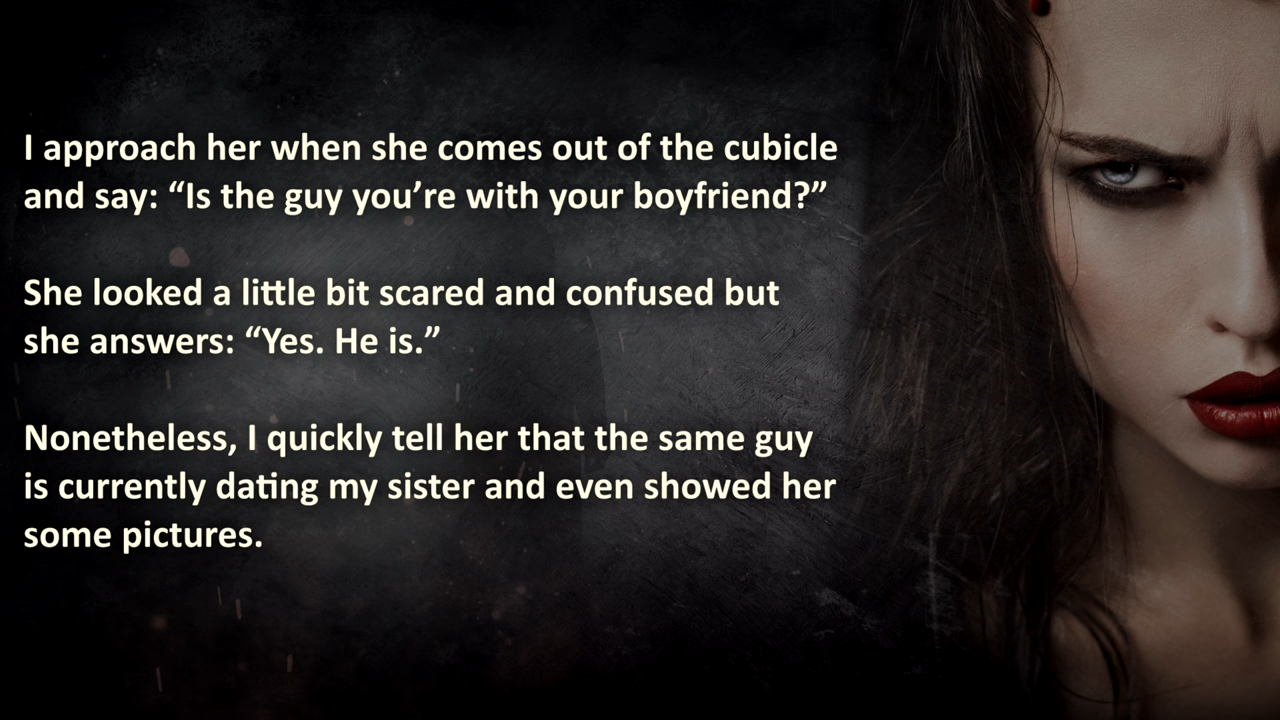 I approach her when she comes out of the cubicle
and say: “Is the guy you’re with your boyfriend?”
She looked a little bit scared and confused but
she answers: “Yes. He is.”
Nonetheless, I quickly tell her that the same guy
is currently dating my sister and even showed her
some pictures.